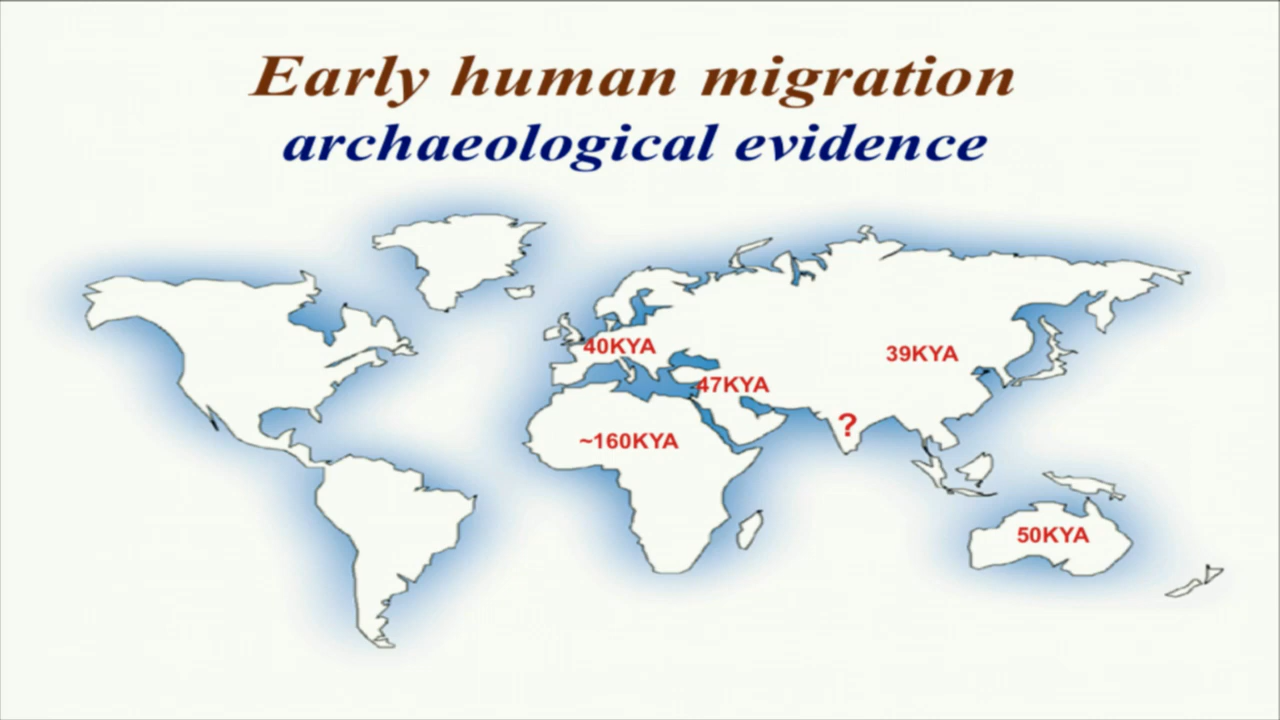 Early human migration
archaeological evidence
40KYA
39KYA
47KYA
?
~160KYA
50KYA